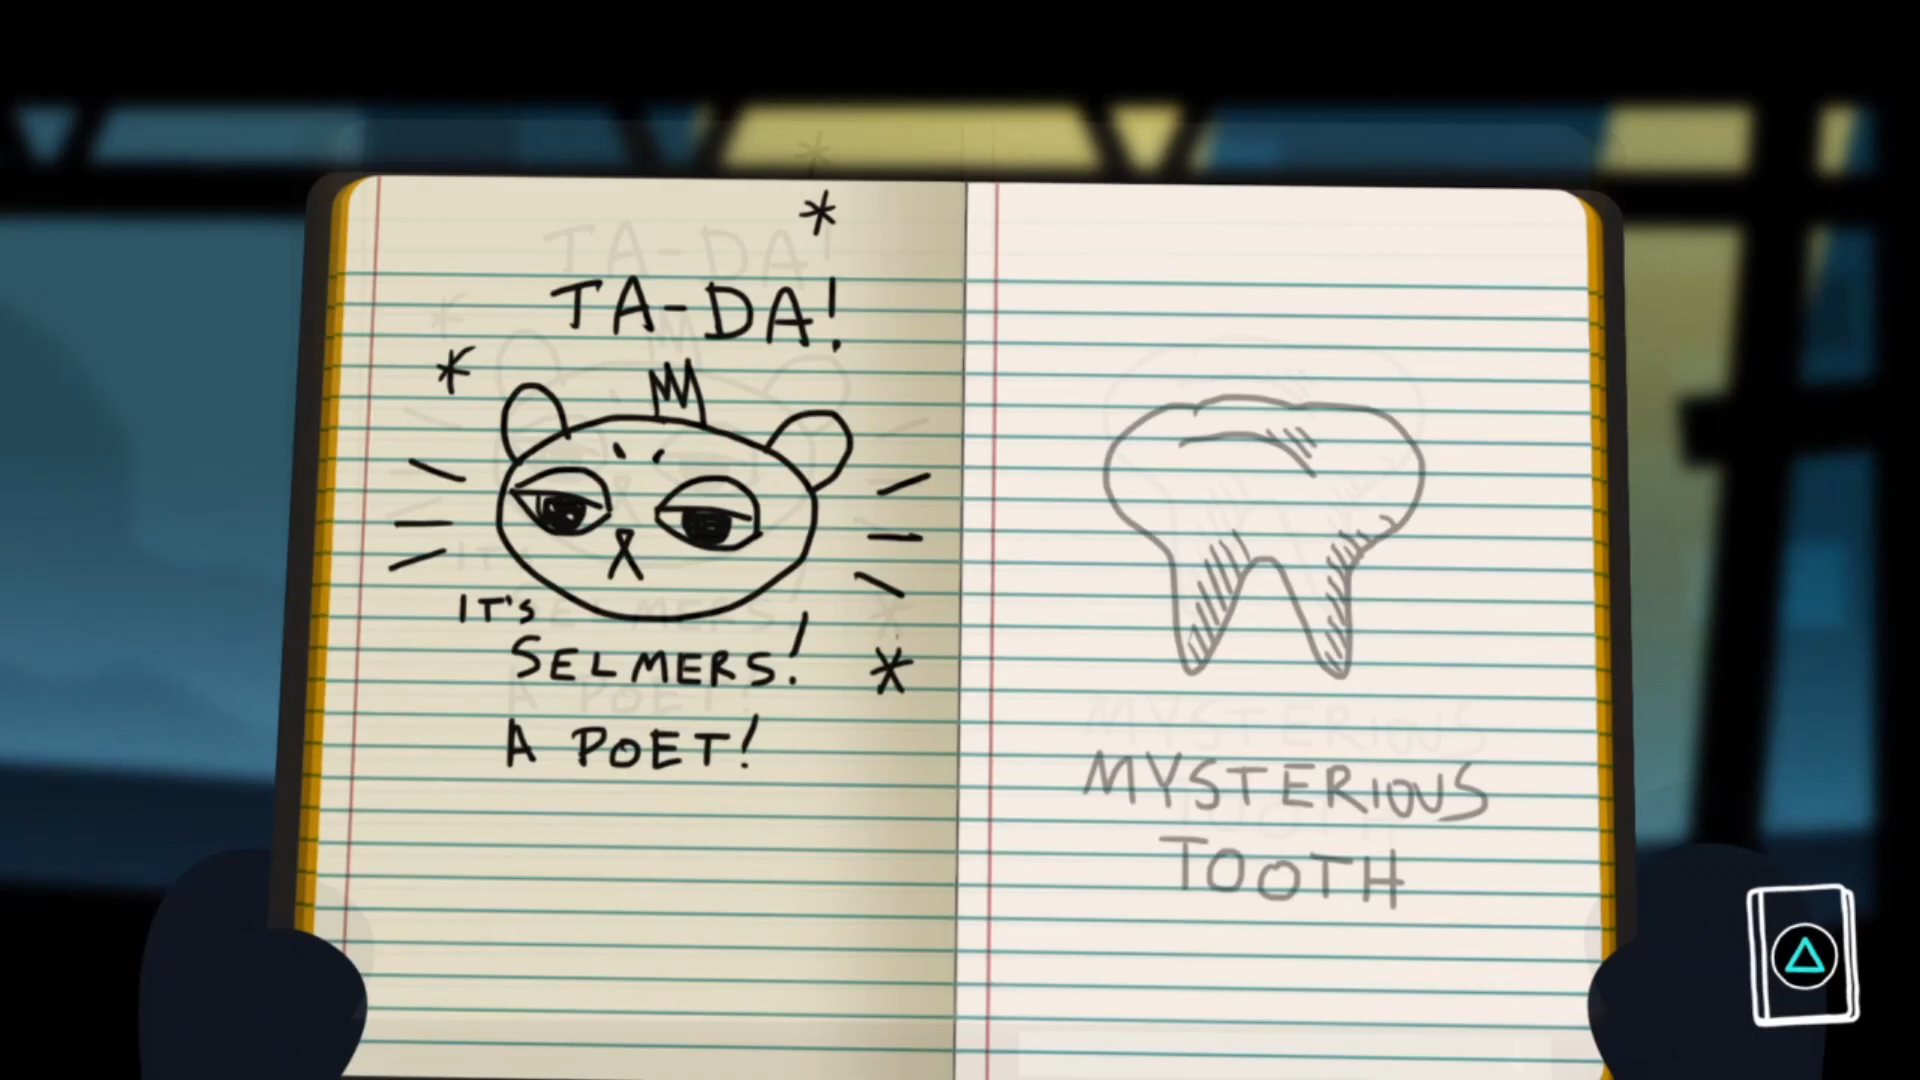 TA-DA!
IT'S
SELMERS!
A POET!
MYSTERIOUS
TOOTH